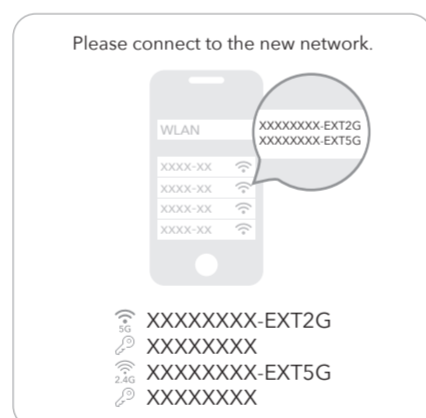 Please connect to the new network.
WLAN
XXXXXXXX-EXT2G
XXXXXXXX-EXT5G
XXXX-XX
XXXX-XX
XXXX-XX
XXXX-XX
5G XXXXXXXX-EXT2G
XXXXXXXX
2.4G XXXXXXXX-EXT5G
XXXXXXXX